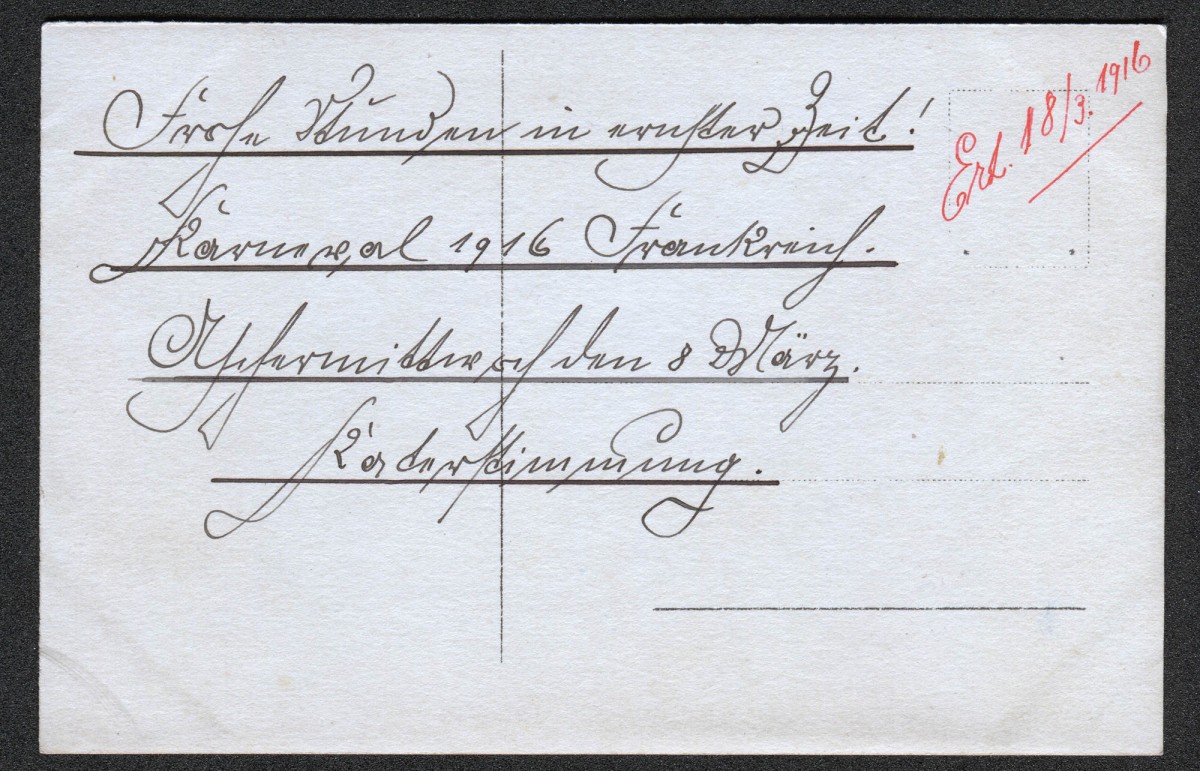 Frohe Stunden in ernster Zeit!
Erh. 18/3. 1916
Karneval 1916 Frankreich.
Aschermittwoch den 8 März.
Katerstimmung.